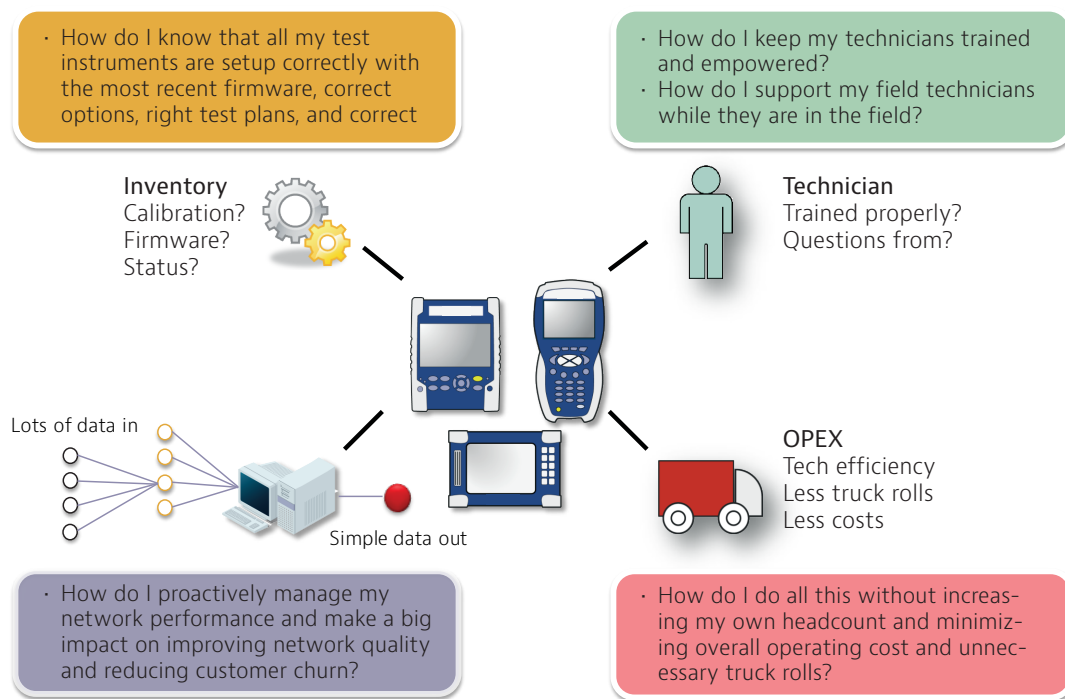 · How do I know that all my test
instruments are setup correctly with
the most recent firmware, correct
options, right test plans, and correct
· How do I keep my technicians trained
and empowered?
· How do I support my field technicians
while they are in the field?
Inventory
Calibration?
Firmware?
Status?
Technician
Trained properly?
Questions from?
Lots of data in
Simple data out
OPEX
Tech efficiency
Less truck rolls
Less costs
· How do I proactively manage my
network performance and make a big
impact on improving network quality
and reducing customer churn?
· How do I do all this without increas-
ing my own headcount and minimiz-
ing overall operating cost and unnec-
essary truck rolls?